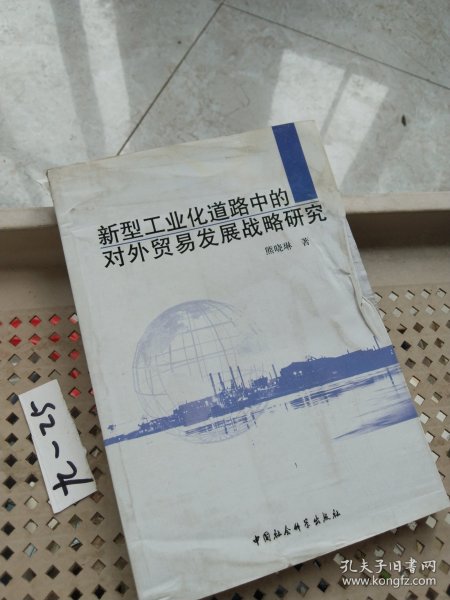 新型工业化道路中的
对外贸易发展战略研究
熊晓琳 著
中国社会科学出版社
52-4
孔夫子旧书网
www.kongfz.com